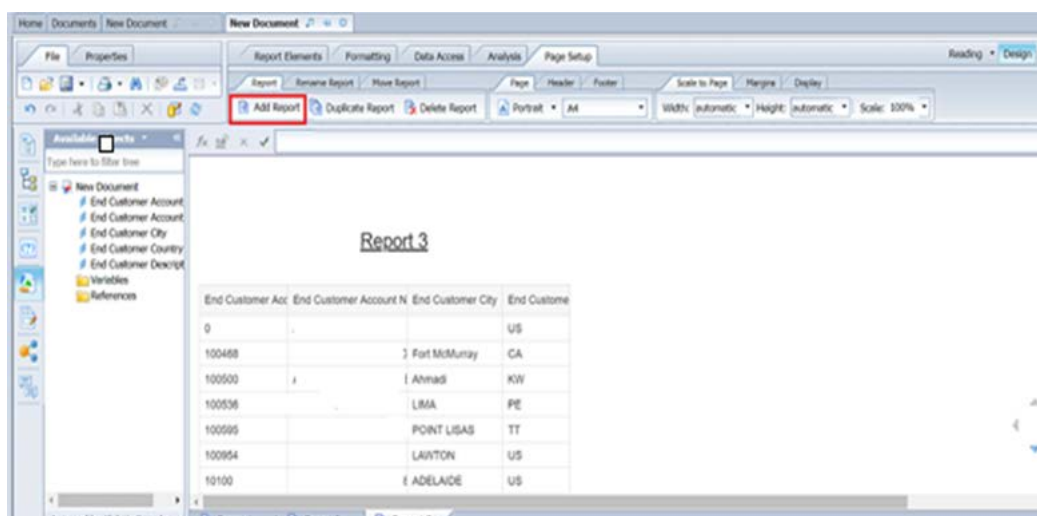 Home Documents New Document New Document
File Properties Report Elements Formatting Data Access Analysis Page Setup Reading Design
Report Rename Report Move Report Page Header Footer Scale to Page Margins Display
Add Report Duplicate Report Delete Report Portrait A4 Width: automatic Height: automatic Scale: 100%
Available
Type here to filter tree
New Document
End Customer Account
End Customer Account
End Customer City
End Customer Country
End Customer Descript
Variables
References
Report 3
End Customer Acc End Customer Account N End Customer City End Custome
0 US
100468 Fort McMurray CA
100500 Ahmadi KW
100536 LIMA PE
100595 POINT LISAS TT
100954 LAWTON US
10100 ADELAIDE US